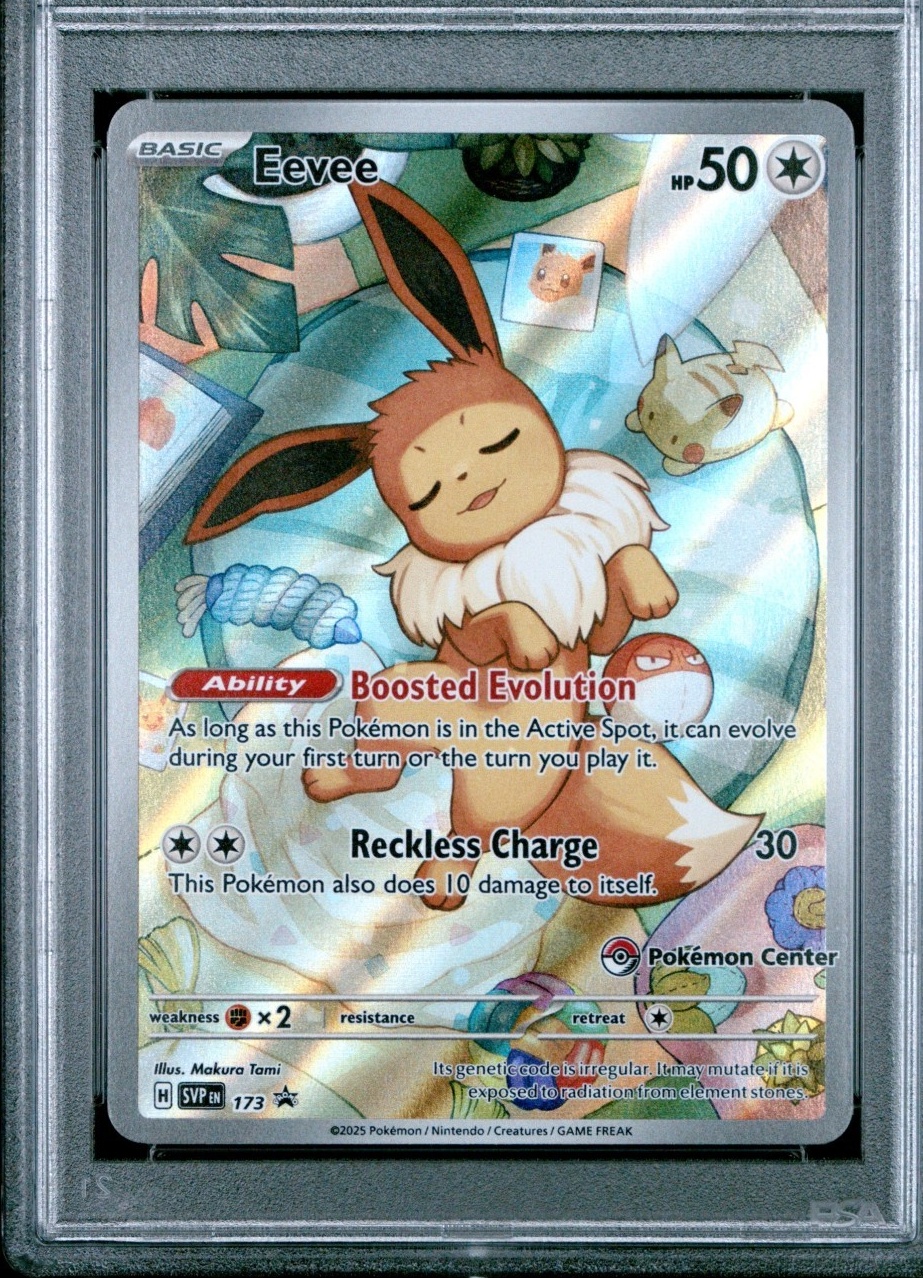 BASIC Eevee HP 50
Ability Boosted Evolution
As long as this Pokémon is in the Active Spot, it can evolve
during your first turn or the turn you play it.
Reckless Charge 30
This Pokémon also does 10 damage to itself.
Pokémon Center
weakness ×2 resistance retreat
Illus. Makura Tami
Its genetic code is irregular. It may mutate if it is
exposed to radiation from element stones.
H SVP EN 173 PROMO
©2025 Pokémon / Nintendo / Creatures / GAME FREAK